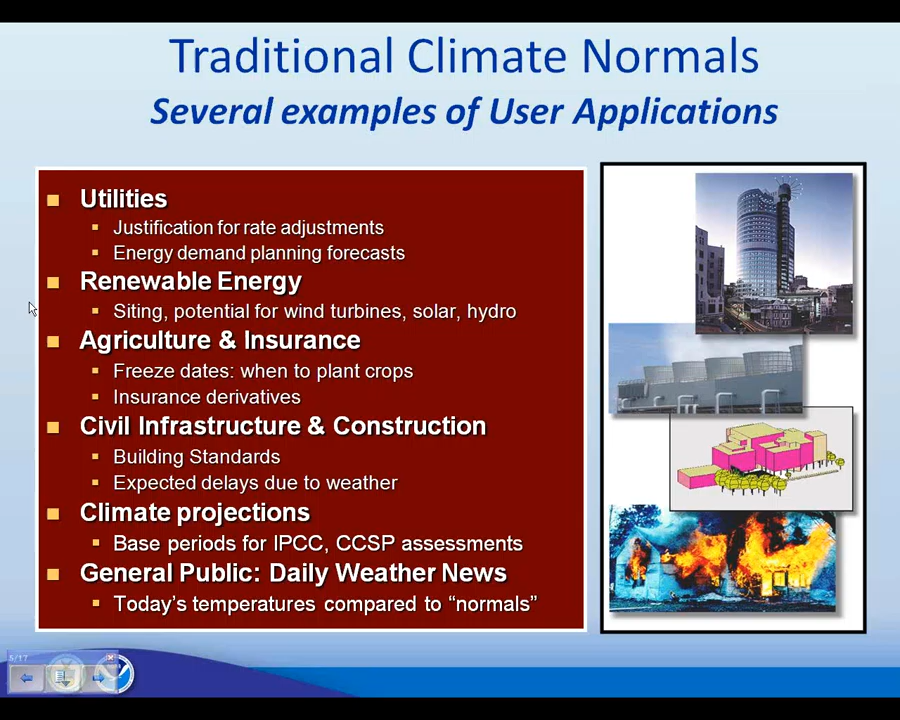 Traditional Climate Normals
Several examples of User Applications
Utilities
Justification for rate adjustments
Energy demand planning forecasts
Renewable Energy
Siting, potential for wind turbines, solar, hydro
Agriculture & Insurance
Freeze dates: when to plant crops
Insurance derivatives
Civil Infrastructure & Construction
Building Standards
Expected delays due to weather
Climate projections
Base periods for IPCC, CCSP assessments
General Public: Daily Weather News
Today’s temperatures compared to “normals”
5/17